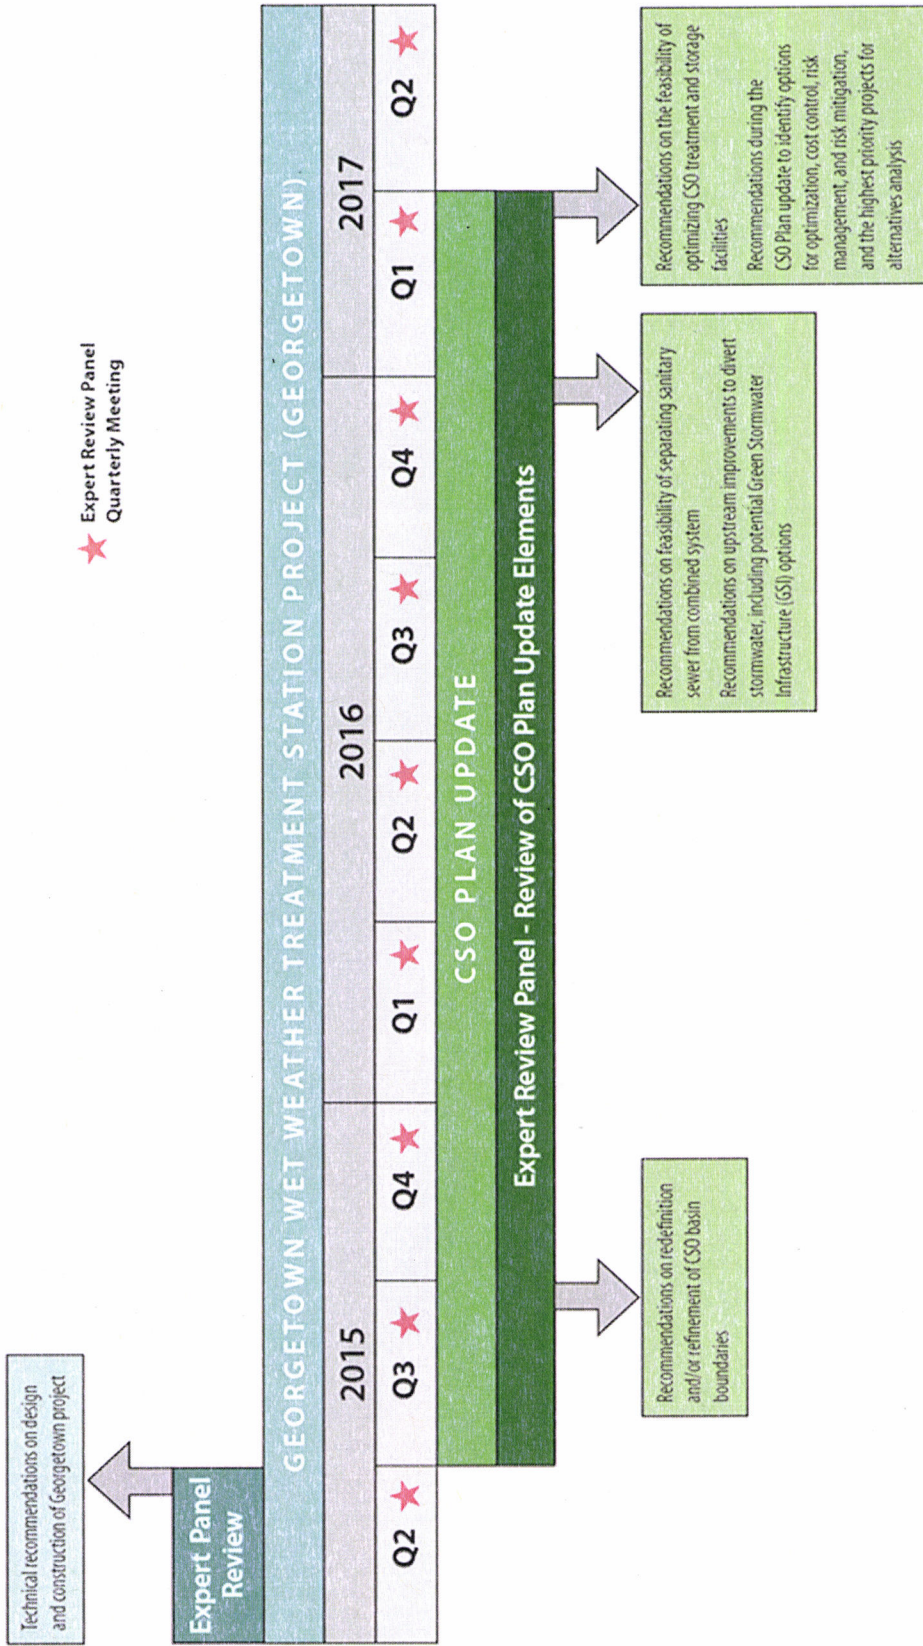 Technical recommendations on design
and construction of Georgetown project
Expert Review Panel
Quarterly Meeting
Expert Panel
Review
GEORGETOWN WET WEATHER TREATMENT STATION PROJECT (GEORGETOWN)
2015
2016
2017
Q2
Q3
Q4
Q1
Q2
Q3
Q4
Q1
Q2
CSO PLAN UPDATE
Expert Review Panel - Review of CSO Plan Update Elements
Recommendations on redefinition
and/or refinement of CSO basin
boundaries
Recommendations on feasibility of separating sanitary
sewer from combined system
Recommendations on upstream improvements to divert
stormwater, including potential Green Stormwater
Infrastructure (GSI) options
Recommendations on the feasibility of
optimizing CSO treatment and storage
facilities
Recommendations during the
CSO Plan update to identify options
for optimization, cost control, risk
management, and risk mitigation,
and the highest priority projects for
alternatives analysis